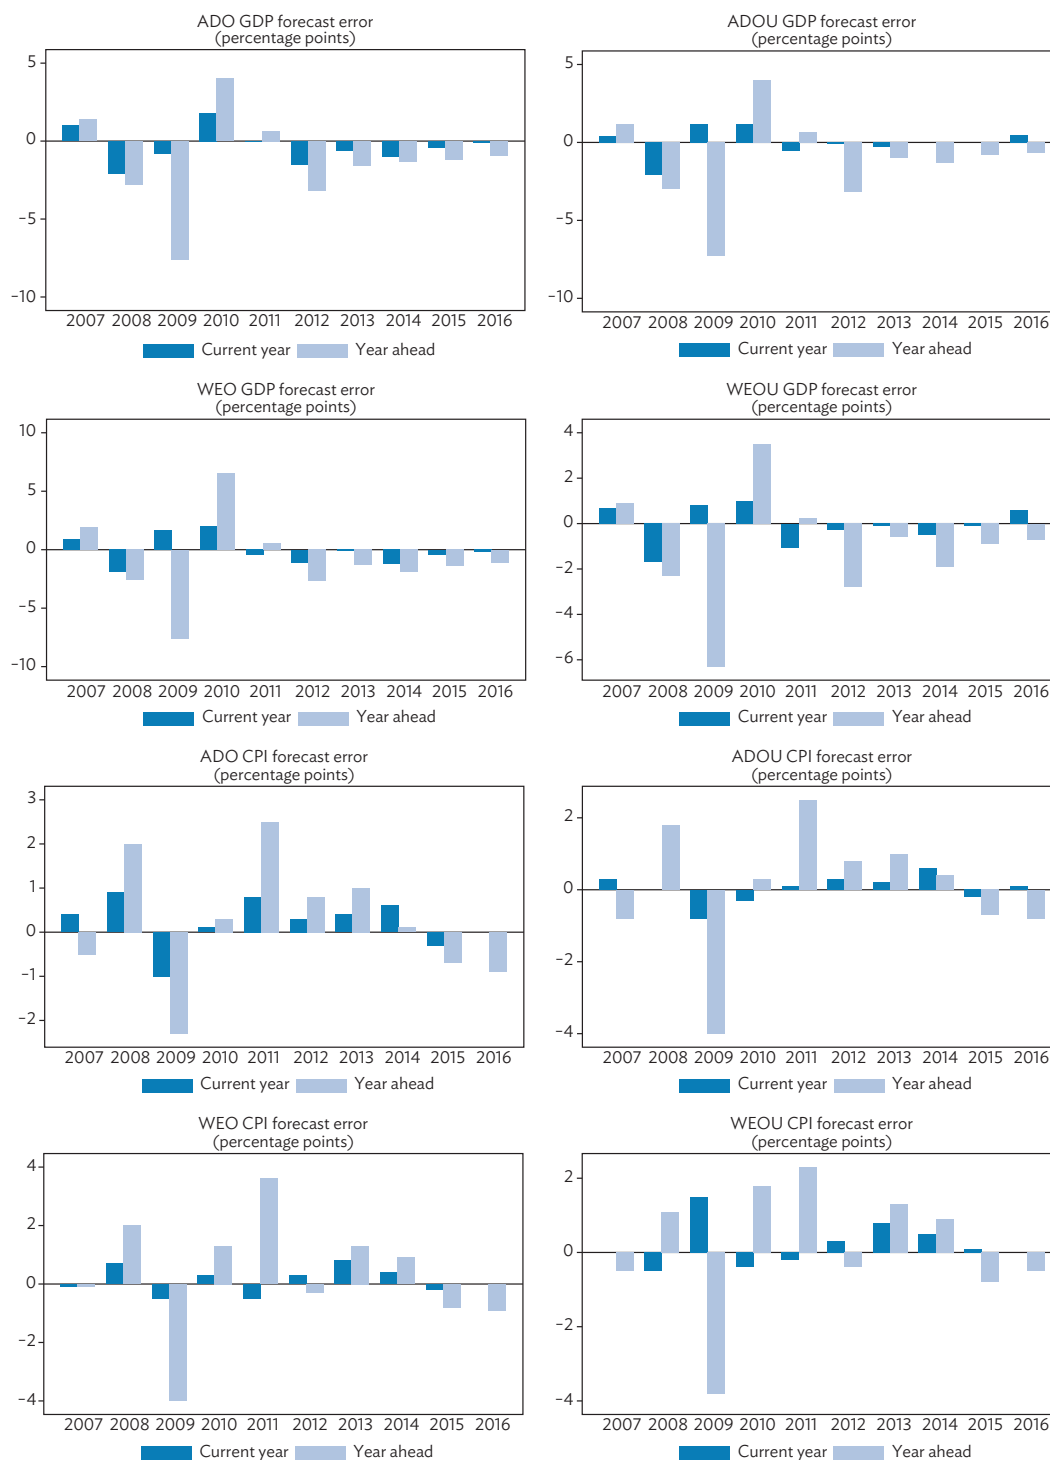 ADO GDP forecast error
(percentage points)
5
0
−5
−10
2007 2008 2009 2010 2011 2012 2013 2014 2015 2016
Current year Year ahead
ADOU GDP forecast error
(percentage points)
5
0
−5
−10
2007 2008 2009 2010 2011 2012 2013 2014 2015 2016
Current year Year ahead
WEO GDP forecast error
(percentage points)
10
5
0
−5
−10
2007 2008 2009 2010 2011 2012 2013 2014 2015 2016
Current year Year ahead
WEOU GDP forecast error
(percentage points)
4
2
0
−2
−4
−6
2007 2008 2009 2010 2011 2012 2013 2014 2015 2016
Current year Year ahead
ADO CPI forecast error
(percentage points)
3
2
1
0
−1
−2
2007 2008 2009 2010 2011 2012 2013 2014 2015 2016
Current year Year ahead
ADOU CPI forecast error
(percentage points)
2
0
−2
−4
2007 2008 2009 2010 2011 2012 2013 2014 2015 2016
Current year Year ahead
WEO CPI forecast error
(percentage points)
4
2
0
−2
−4
2007 2008 2009 2010 2011 2012 2013 2014 2015 2016
Current year Year ahead
WEOU CPI forecast error
(percentage points)
2
0
−2
−4
2007 2008 2009 2010 2011 2012 2013 2014 2015 2016
Current year Year ahead